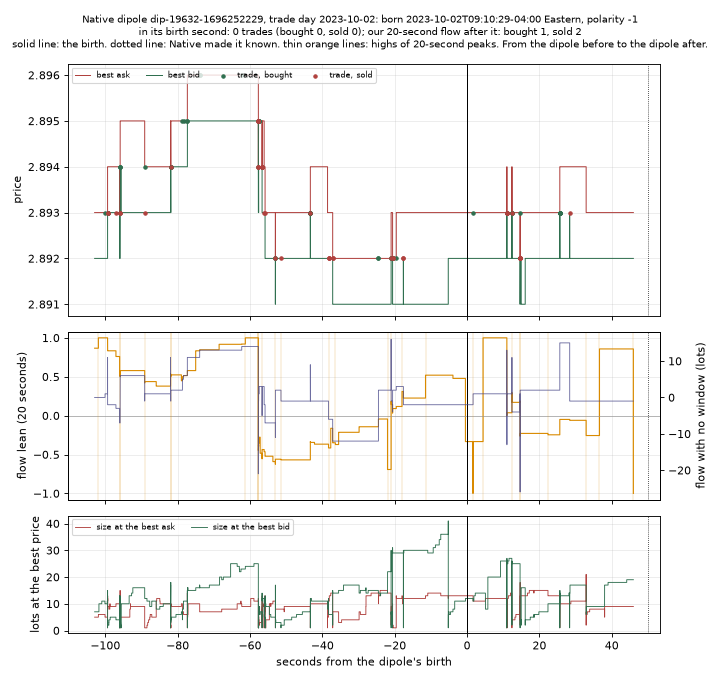 Native dipole dip-19632-1696252229, trade day 2023-10-02: born 2023-10-02T09:10:29-04:00 Eastern, polarity -1
in its birth second: 0 trades (bought 0, sold 0); our 20-second flow after it: bought 1, sold 2
solid line: the birth. dotted line: Native made it known. thin orange lines: highs of 20-second peaks. From the dipole before to the dipole after.
best ask
best bid
trade, bought
trade, sold
2.896
2.895
2.894
2.893
2.892
2.891
price
1.0
0.5
0.0
−0.5
−1.0
flow lean (20 seconds)
10
0
−10
−20
flow with no window (lots)
size at the best ask
size at the best bid
40
30
20
10
0
lots at the best price
−100
−80
−60
−40
−20
0
20
40
seconds from the dipole's birth